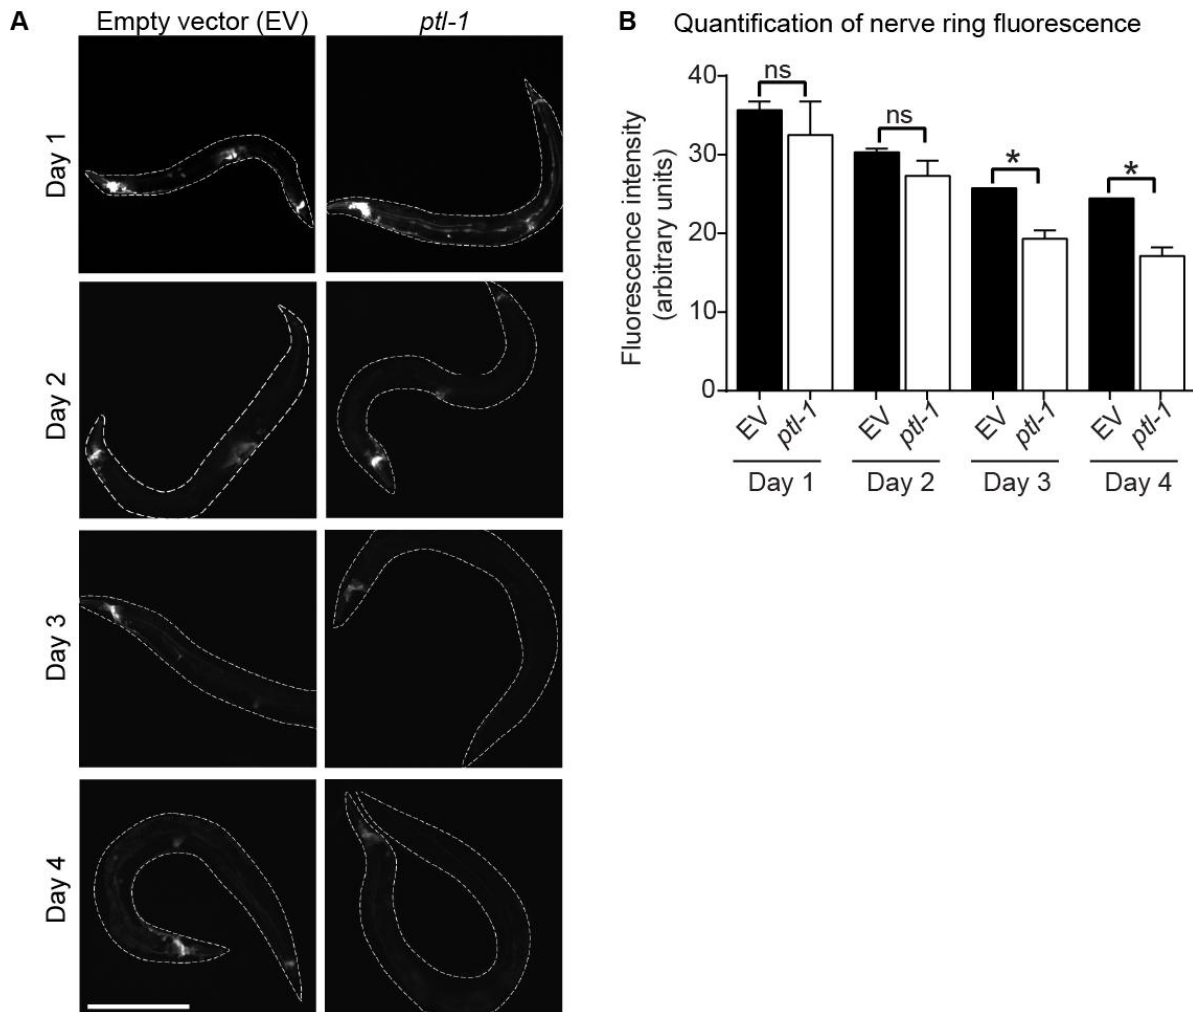 A
Empty vector (EV)
ptl-1
Day 1
Day 2
Day 3
Day 4
B
Quantification of nerve ring fluorescence
Fluorescence intensity
(arbitrary units)
40
30
20
10
0
ns
ns
*
*
EV
ptl-1
EV
ptl-1
EV
ptl-1
EV
ptl-1
Day 1
Day 2
Day 3
Day 4